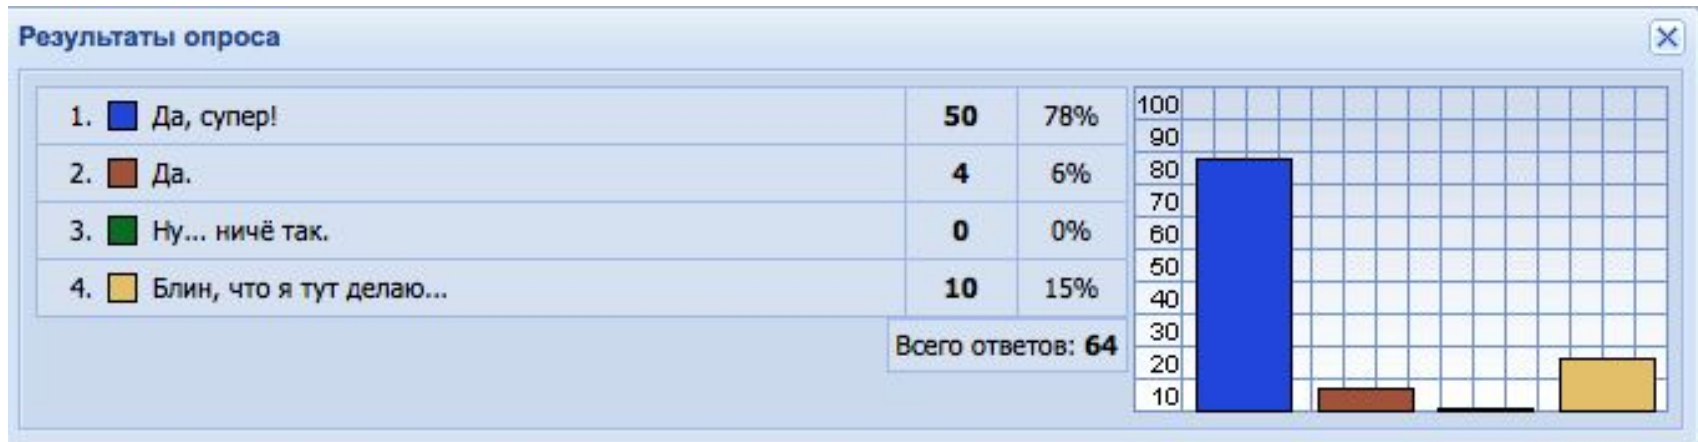 Результаты опроса
1. Да, супер! 50 78%
2. Да. 4 6%
3. Ну... ничё так. 0 0%
4. Блин, что я тут делаю... 10 15%
Всего ответов: 64
100
90
80
70
60
50
40
30
20
10